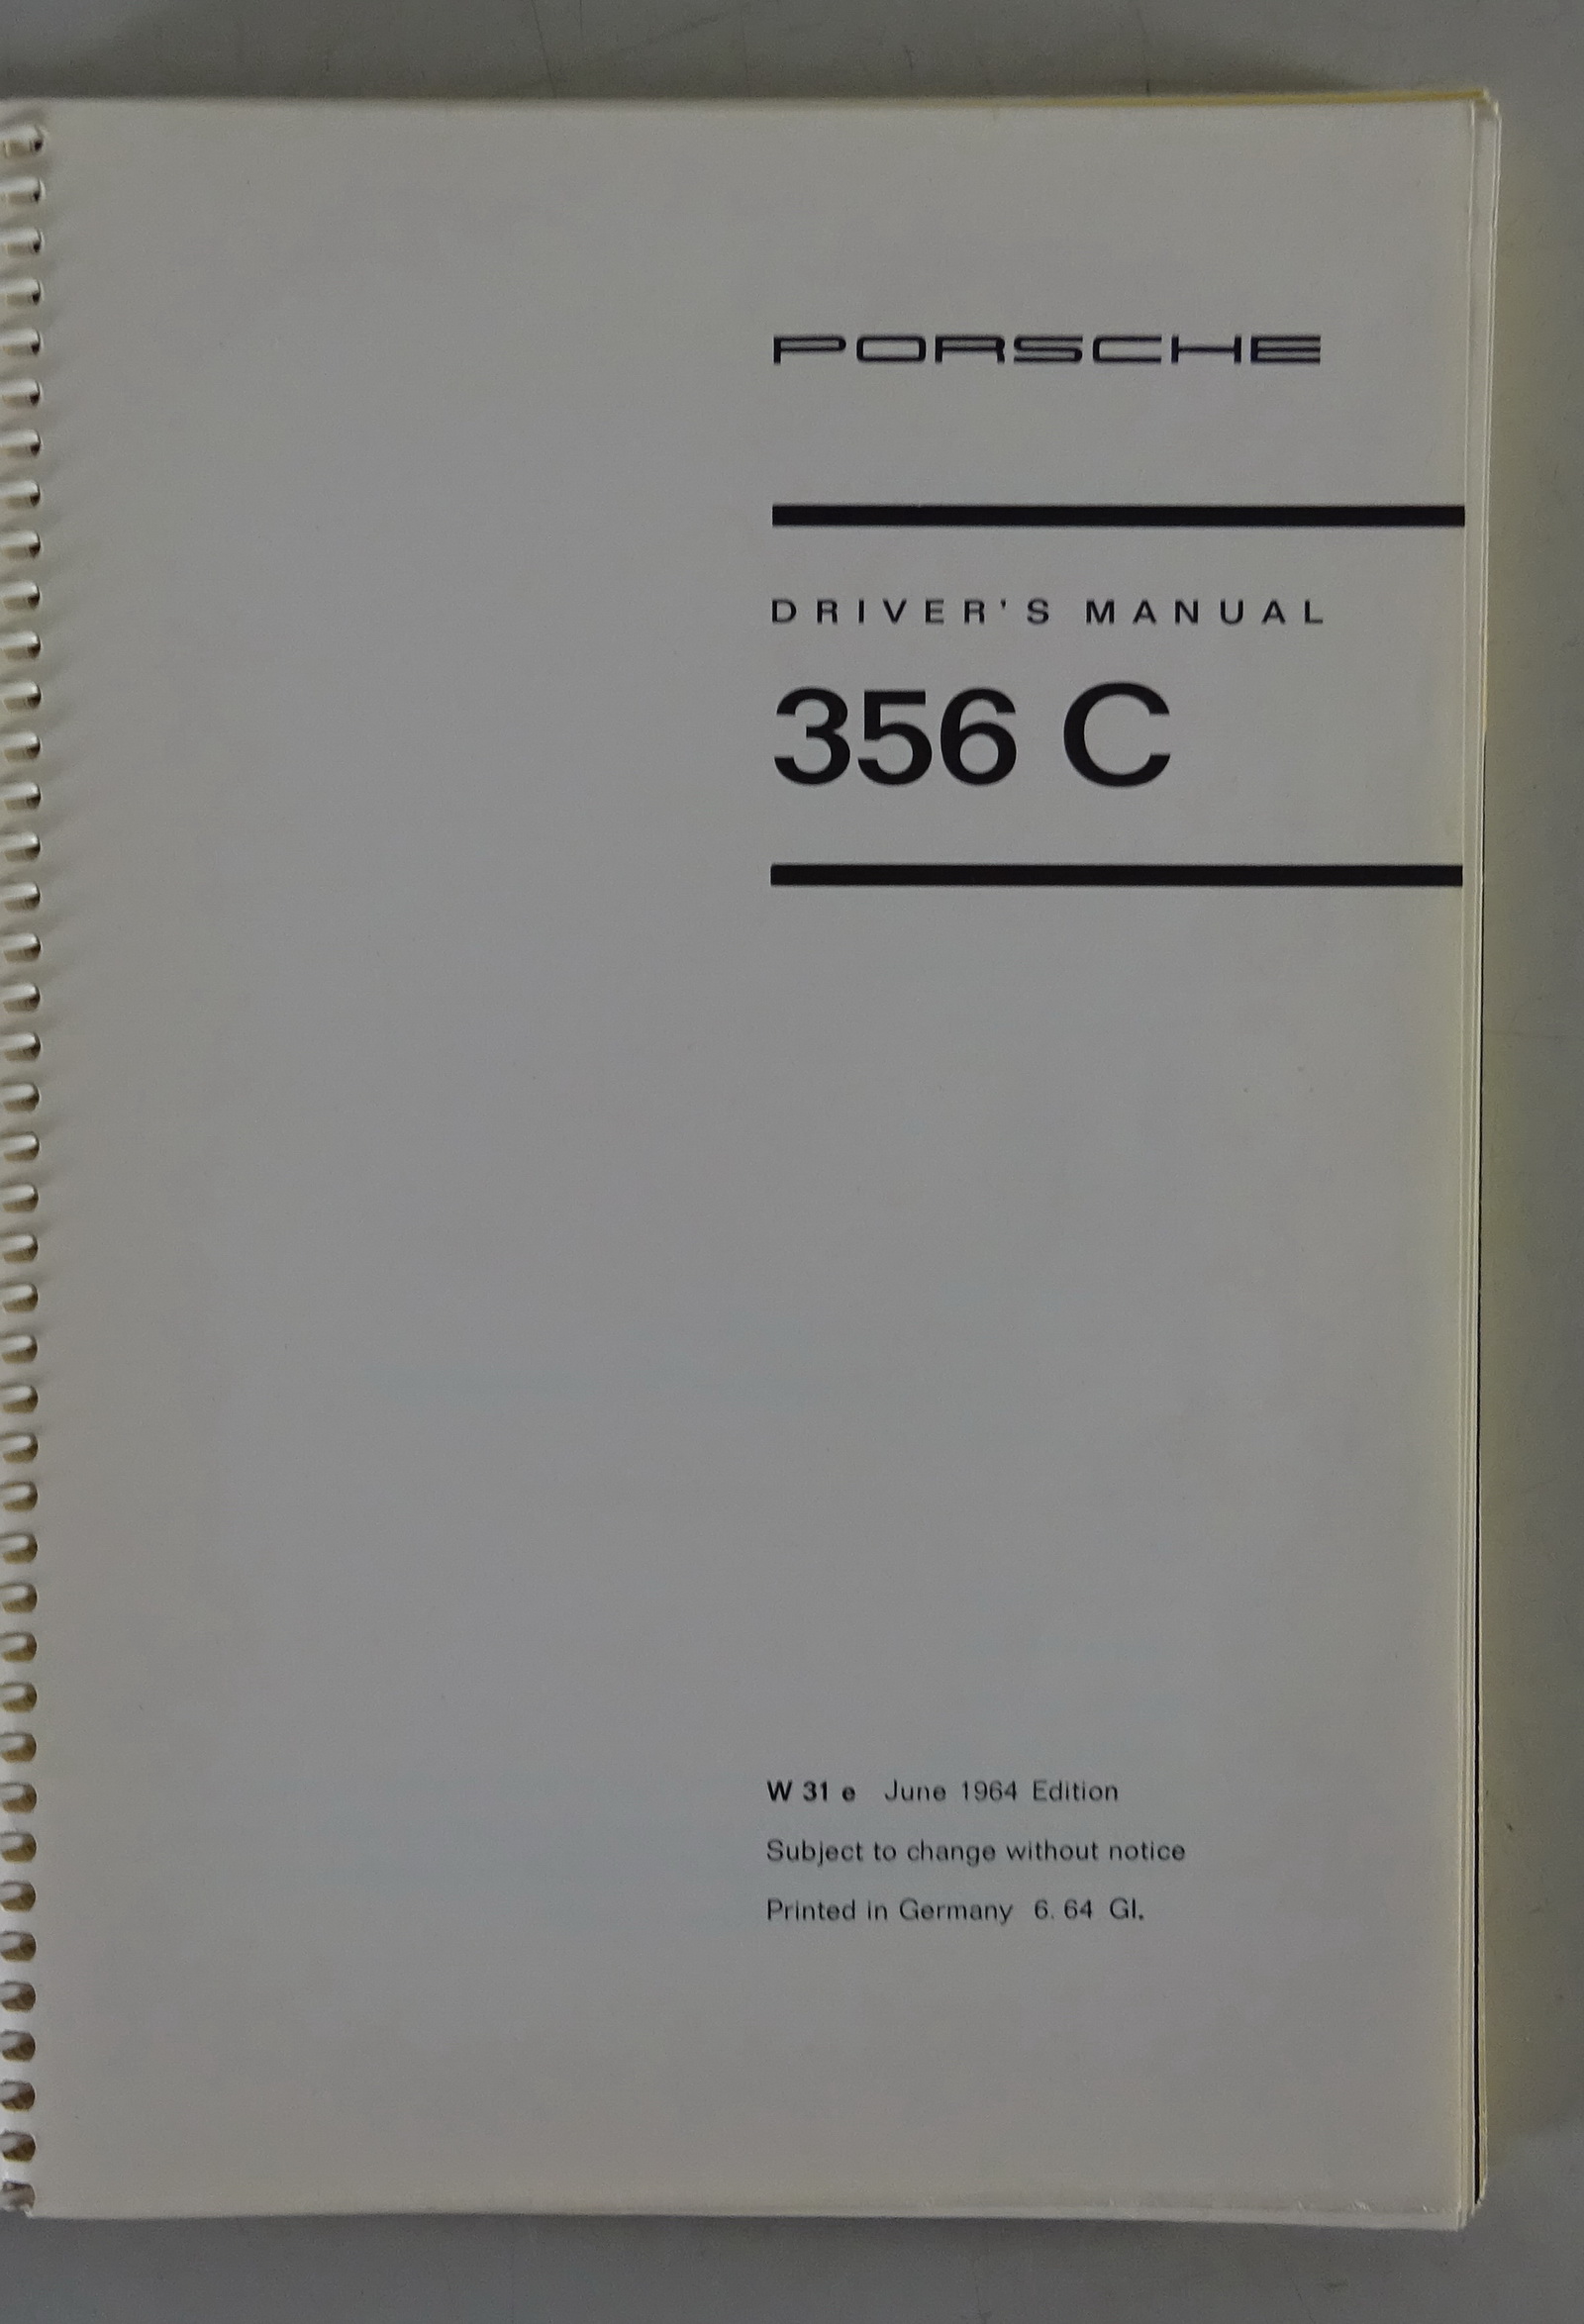 PORSCHE
DRIVER'S MANUAL
356 C
W 31 e June 1964 Edition
Subject to change without notice
Printed in Germany 6. 64 Gl.